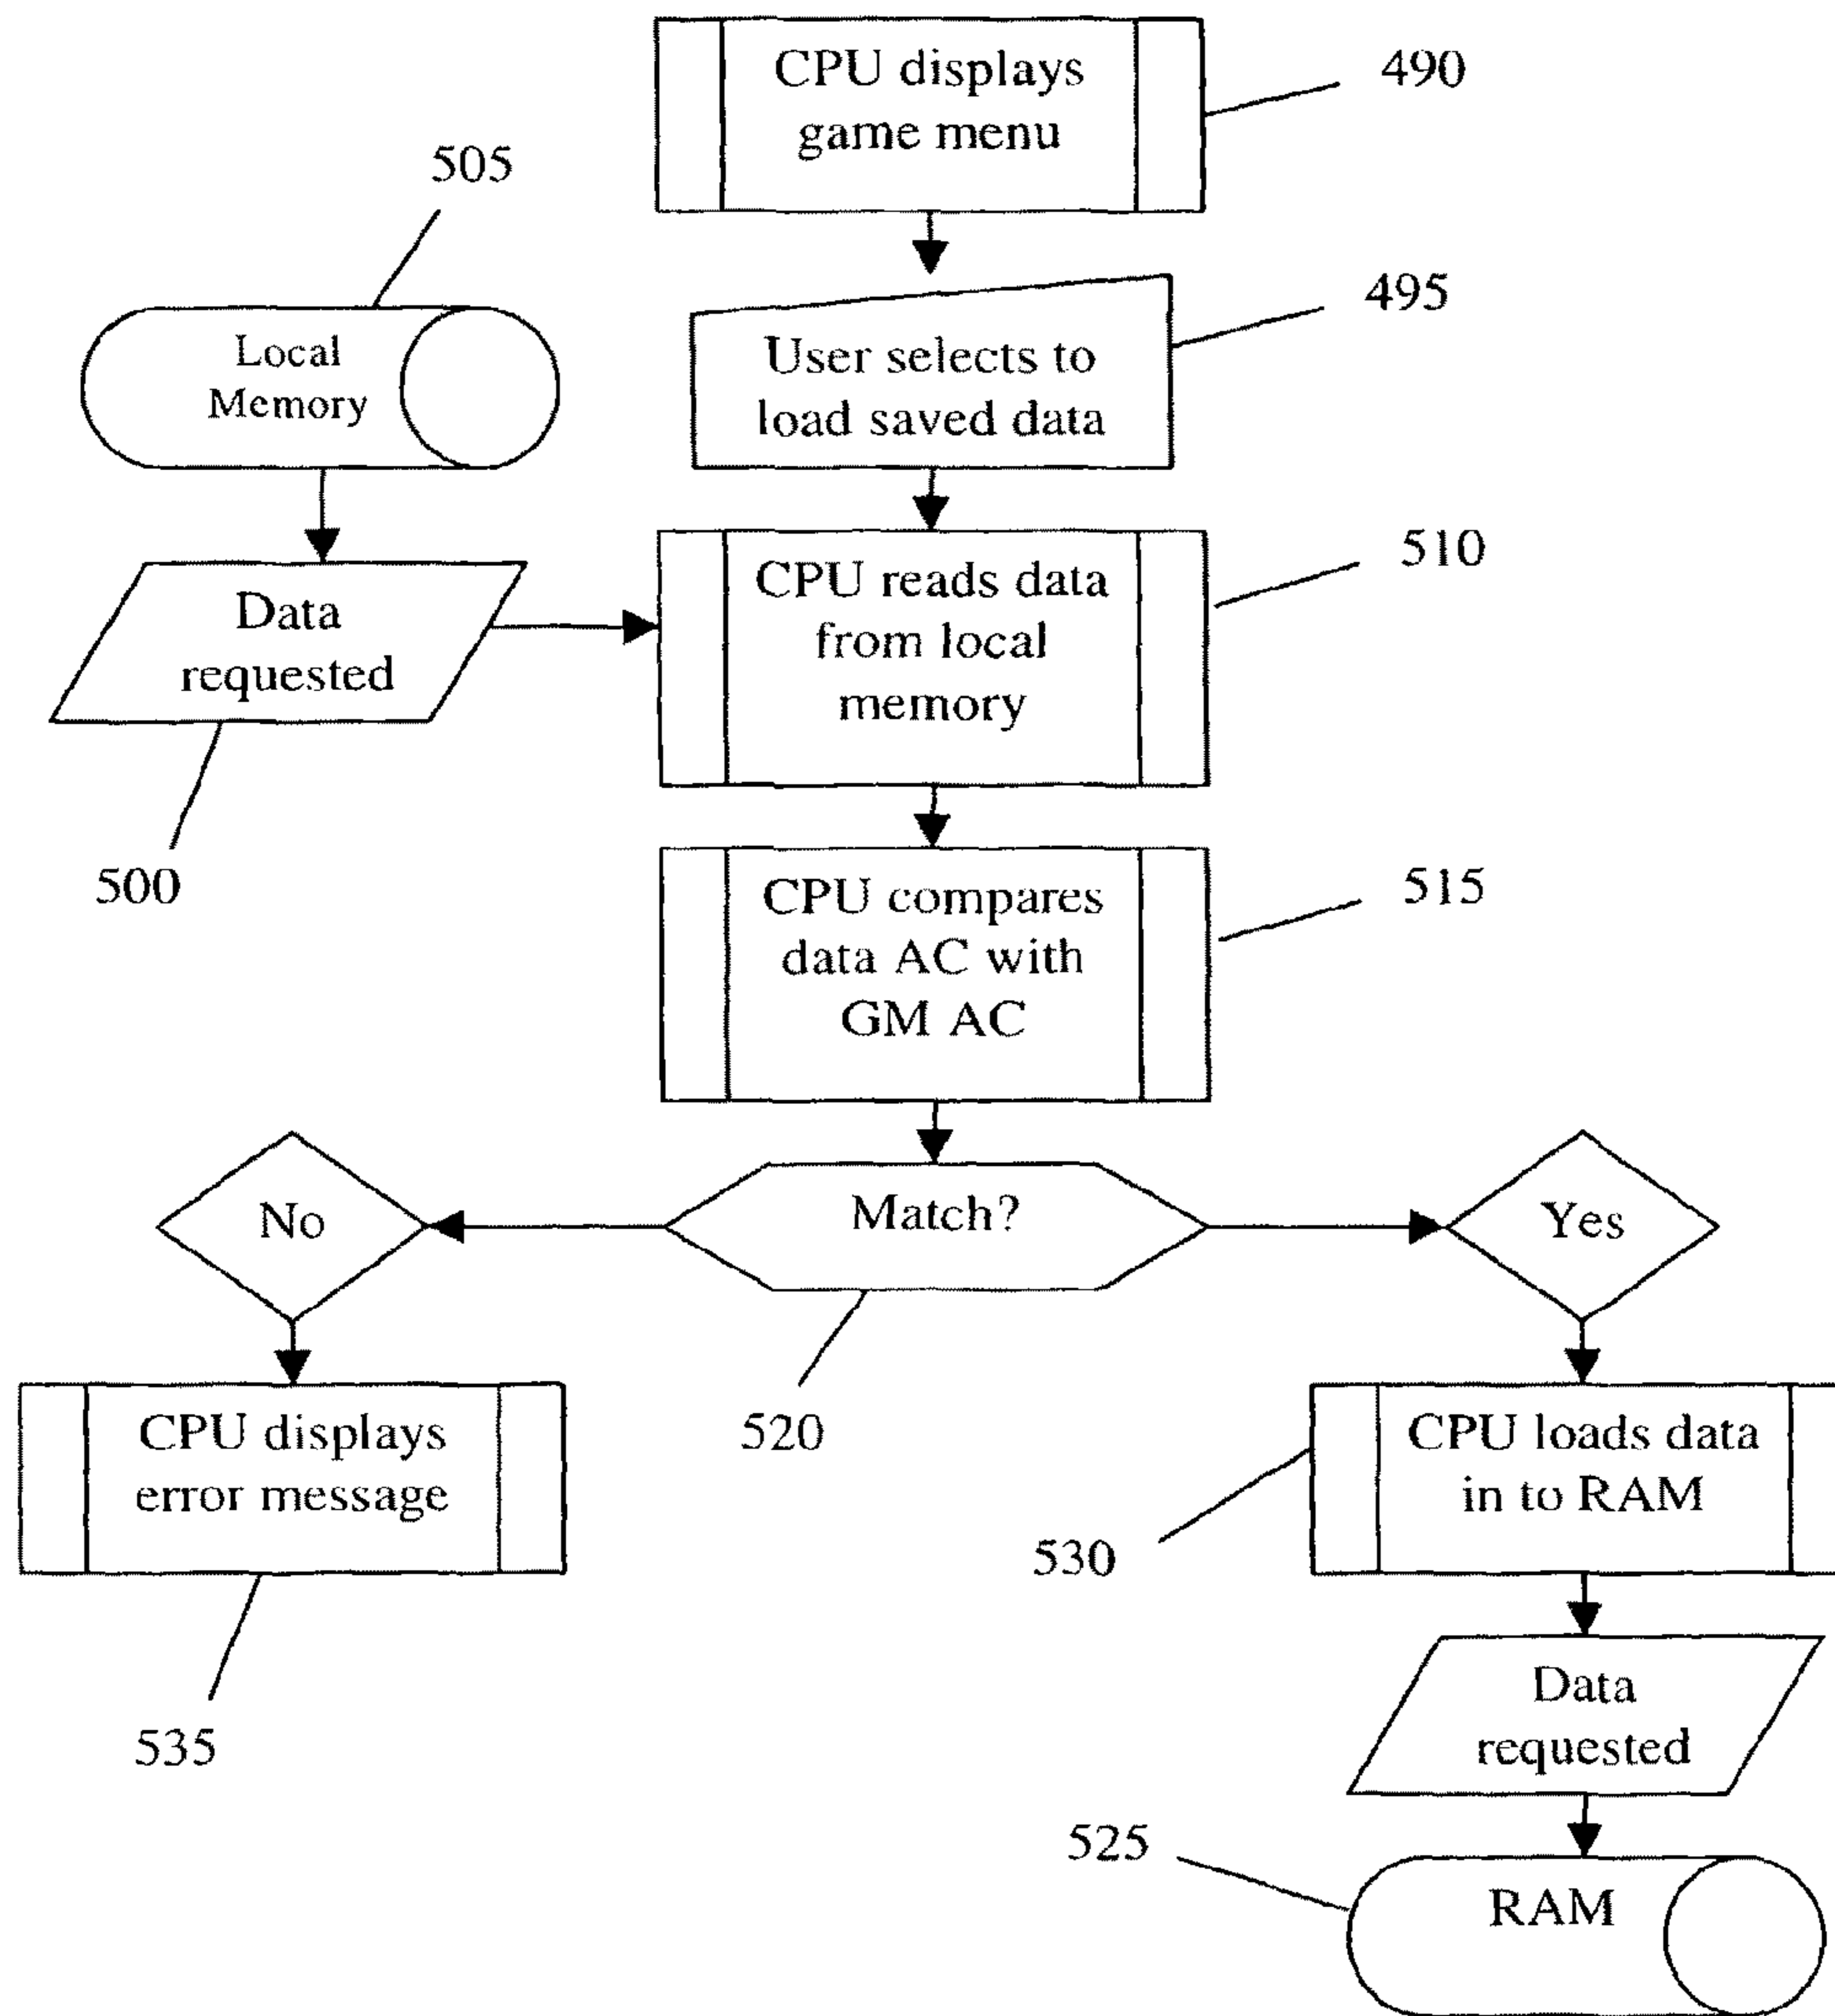 CPU displays
game menu
490
505
495
Local
Memory
User selects to
load saved data
510
Data
requested
CPU reads data
from local
memory
500
515
CPU compares
data AC with
GM AC
No
Match?
Yes
520
CPU displays
error message
CPU loads data
in to RAM
530
535
Data
requested
525
RAM